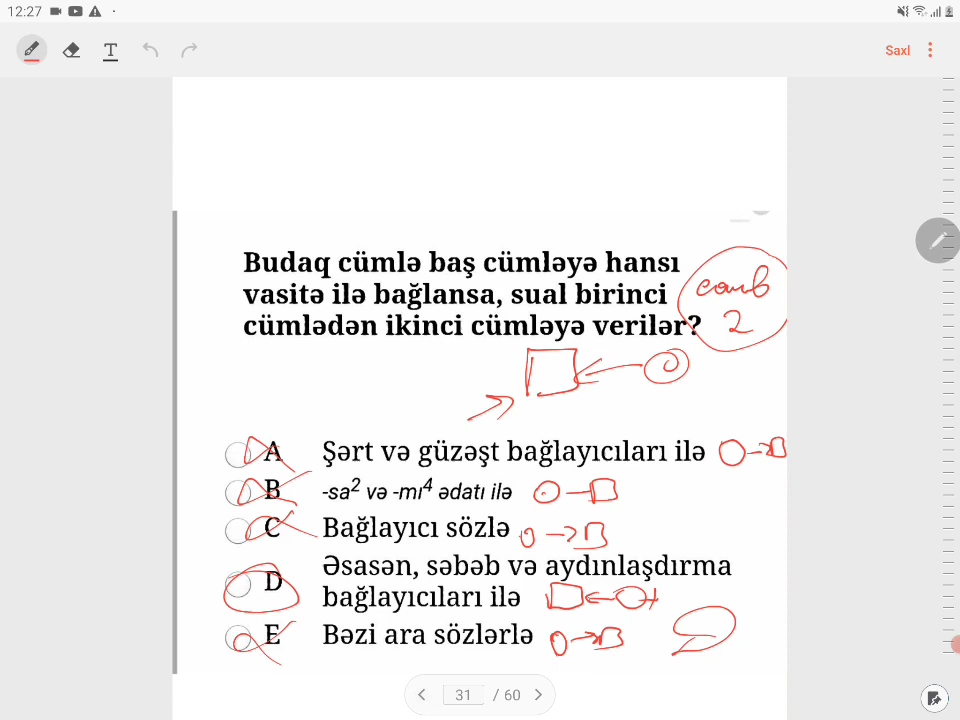 12:27
T
Saxl
Budaq cümlə baş cümləyə hansı
vasitə ilə bağlansa, sual birinci
cümlədən ikinci cümləyə verilər?
2
A Şərt və güzəşt bağlayıcıları ilə
B -sa² və -mı⁴ ədatı ilə
C Bağlayıcı sözlə
D Əsasən, səbəb və aydınlaşdırma
bağlayıcıları ilə
E Bəzi ara sözlərlə
31 / 60